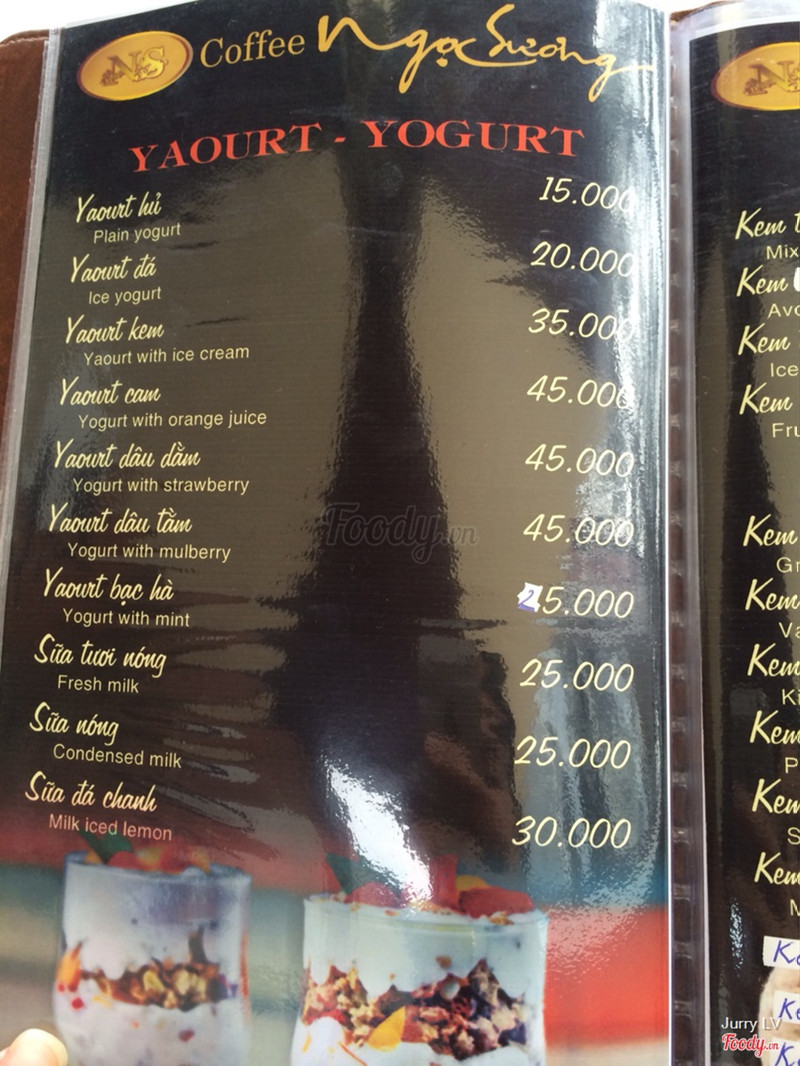 NS Coffee Ngọc Sương
YAOURT - YOGURT
Yaourt hủ 15.000
Plain yogurt
Yaourt đá 20.000
Ice yogurt
Yaourt kem 35.000
Yaourt with ice cream
Yaourt cam 45.000
Yogurt with orange juice
Yaourt dâu dằm 45.000
Yogurt with strawberry
Yaourt dâu tằm 45.000
Yogurt with mulberry
Yaourt bạc hà 25.000
Yogurt with mint
Sữa tươi nóng 25.000
Fresh milk
Sữa nóng 25.000
Condensed milk
Sữa đá chanh 30.000
Milk iced lemon
Foody.vn
Kem
Mix
Kem
Kem
Ice
Kem
Kem
Kem
Kem
Kem
Kem
Kem
Jurry LV
Foody.vn